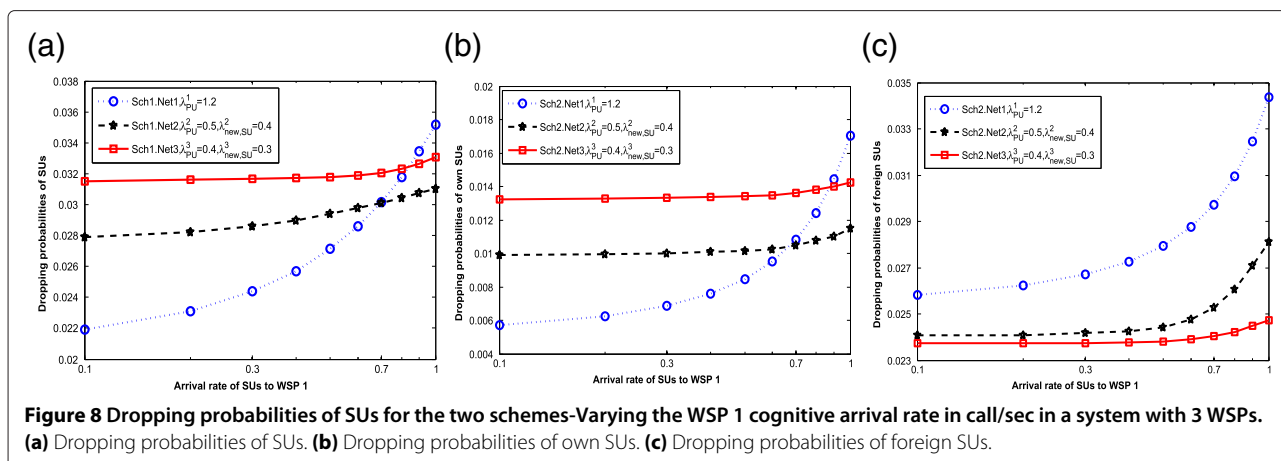 (a)
0.038
0.036
0.034
0.032
0.03
0.028
0.026
0.024
0.022
0.02
Dropping probabilities of SUs
Sch1.Net1,λ¹PU=1.2
Sch1.Net2,λ²PU=0.5,λ²new,SU=0.4
Sch1.Net3,λ³PU=0.4,λ³new,SU=0.3
0.1 0.3 0.7 1
Arrival rate of SUs to WSP 1
(b)
0.02
0.018
0.016
0.014
0.012
0.01
0.008
0.006
0.004
Dropping probabilities of own SUs
Sch2.Net1,λ¹PU=1.2
Sch2.Net2,λ²PU=0.5,λ²new,SU=0.4
Sch2.Net3,λ³PU=0.4,λ³new,SU=0.3
0.1 0.3 0.7 1
Arrival rate of SUs to WSP 1
(c)
0.035
0.033
0.031
0.029
0.027
0.025
0.023
Dropping probabilities of foreign SUs
Sch2.Net1,λ¹PU=1.2
Sch2.Net2,λ²PU=0.5,λ²new,SU=0.4
Sch2.Net3,λ³PU=0.4,λ³new,SU=0.3
0.1 0.3 0.7 1
Arrival rate of SUs to WSP 1
Figure 8 Dropping probabilities of SUs for the two schemes-Varying the WSP 1 cognitive arrival rate in call/sec in a system with 3 WSPs.
(a) Dropping probabilities of SUs. (b) Dropping probabilities of own SUs. (c) Dropping probabilities of foreign SUs.